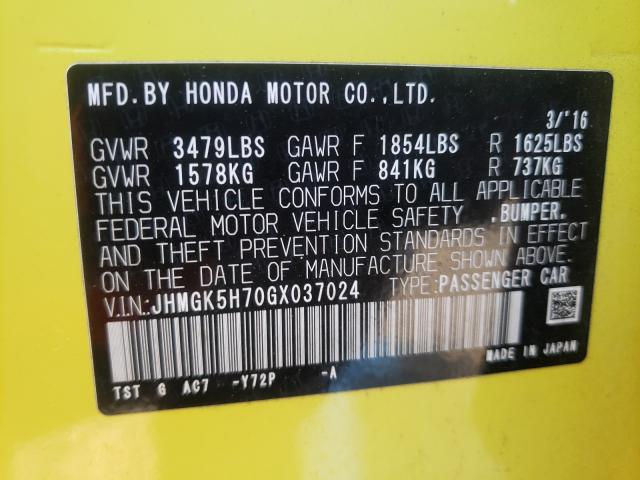 MFD.BY HONDA MOTOR CO.,LTD.
3/'16
GVWR 3479LBS GAWR F 1854LBS R 1625LBS
GVWR 1578KG GAWR F 841KG R 737KG
THIS VEHICLE CONFORMS TO ALL APPLICABLE
FEDERAL MOTOR VEHICLE SAFETY ,BUMPER,
AND THEFT PREVENTION STANDARDS IN EFFECT
ON THE DATE OF MANUFACTURE SHOWN ABOVE.
V.I.N.:JHMGK5H70GX037024 TYPE:PASSENGER CAR
MADE IN JAPAN
TST G AC7 -Y72P -A